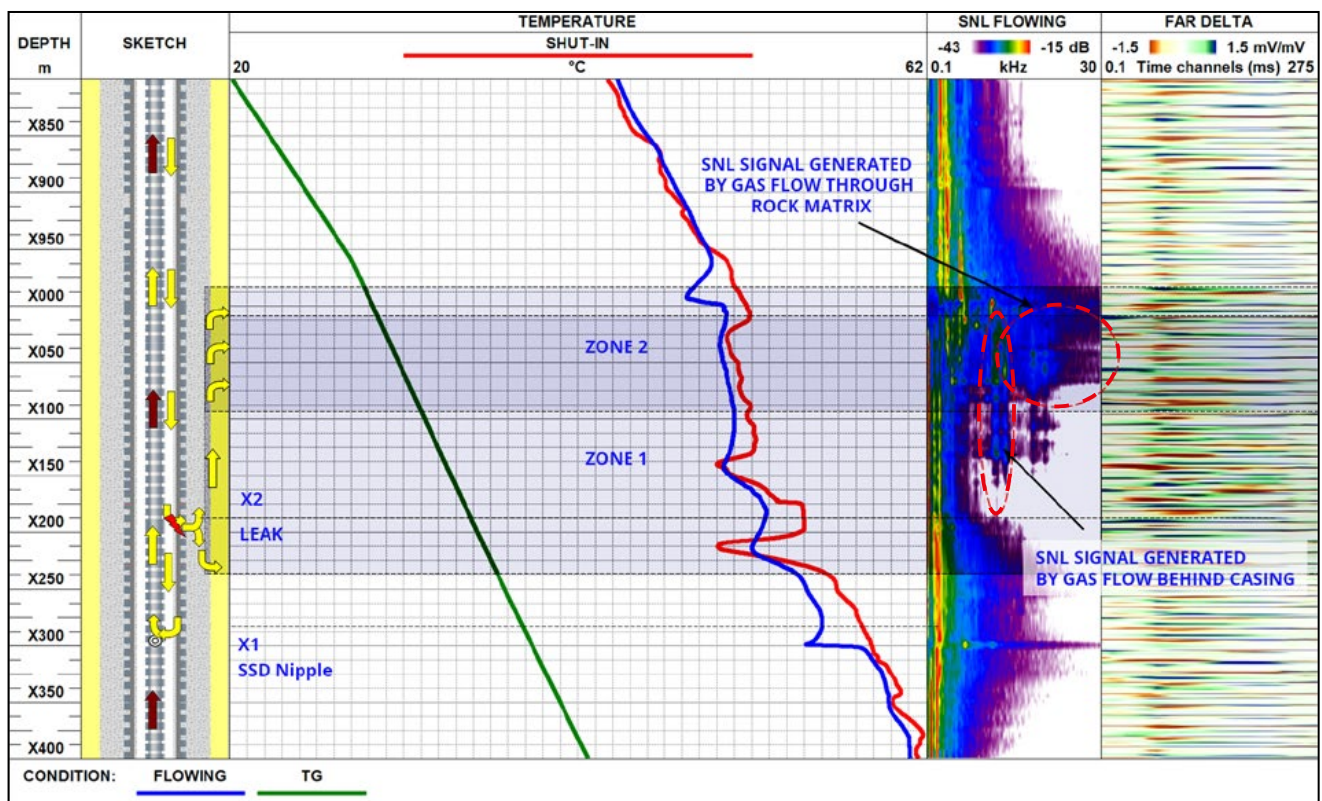 TEMPERATURE
SNL FLOWING
FAR DELTA
DEPTH
SKETCH
SHUT-IN
-43
-15 dB
-1.5
1.5 mV/mV
m
20
°C
62
0.1
kHz
30
0.1 Time channels (ms) 275
X850
X900
X950
X000
X050
X100
X150
X200
X250
X300
X350
X400
SNL SIGNAL GENERATED
BY GAS FLOW THROUGH
ROCK MATRIX
ZONE 2
ZONE 1
X2
LEAK
SNL SIGNAL GENERATED
BY GAS FLOW BEHIND CASING
X1
SSD Nipple
CONDITION:
FLOWING
TG